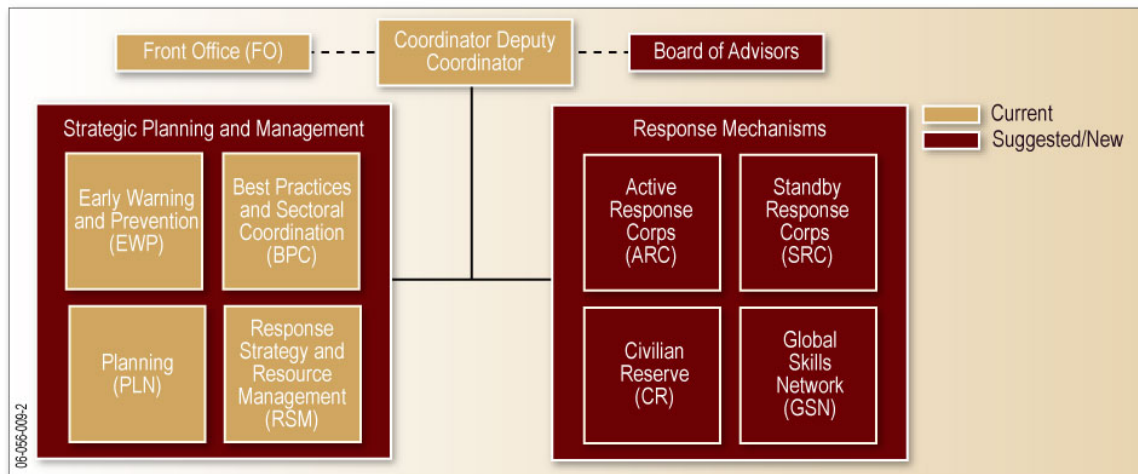 Front Office (FO)
Coordinator Deputy
Coordinator
Board of Advisors
Strategic Planning and Management
Early Warning
and Prevention
(EWP)
Best Practices
and Sectoral
Coordination
(BPC)
Planning
(PLN)
Response
Strategy and
Resource
Management
(RSM)
Response Mechanisms
Active
Response
Corps
(ARC)
Standby
Response
Corps
(SRC)
Civilian
Reserve
(CR)
Global
Skills
Network
(GSN)
Current
Suggested/New
06-056-009-2